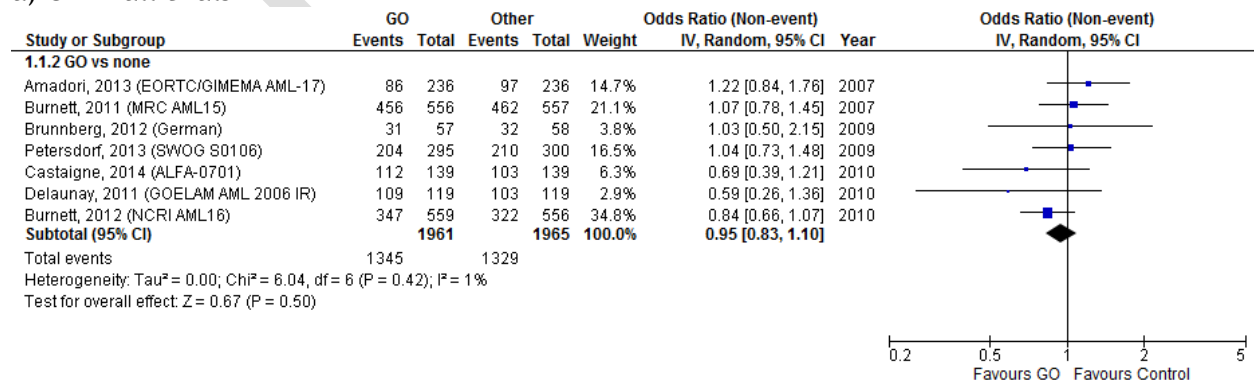 GO Other Odds Ratio (Non-event) Odds Ratio (Non-event)
Study or Subgroup Events Total Events Total Weight IV, Random, 95% CI Year IV, Random, 95% CI
1.1.2 GO vs none
Amadori, 2013 (EORTC/GIMEMA AML-17) 86 236 97 236 14.7% 1.22 [0.84, 1.76] 2007
Burnett, 2011 (MRC AML15) 456 556 462 557 21.1% 1.07 [0.78, 1.45] 2007
Brunnberg, 2012 (German) 31 57 32 58 3.8% 1.03 [0.50, 2.15] 2009
Petersdorf, 2013 (SWOG S0106) 204 295 210 300 16.5% 1.04 [0.73, 1.48] 2009
Castaigne, 2014 (ALFA-0701) 112 139 103 139 6.3% 0.69 [0.39, 1.21] 2010
Delaunay, 2011 (GOELAM AML 2006 IR) 109 119 103 119 2.9% 0.59 [0.26, 1.36] 2010
Burnett, 2012 (NCRI AML16) 347 559 322 556 34.8% 0.84 [0.66, 1.07] 2010
Subtotal (95% CI) 1961 1965 100.0% 0.95 [0.83, 1.10]
Total events 1345 1329
Heterogeneity: Tau² = 0.00; Chi² = 6.04, df = 6 (P = 0.42); I² = 1%
Test for overall effect: Z = 0.67 (P = 0.50)
0.2 0.5 1 2 5
Favours GO Favours Control